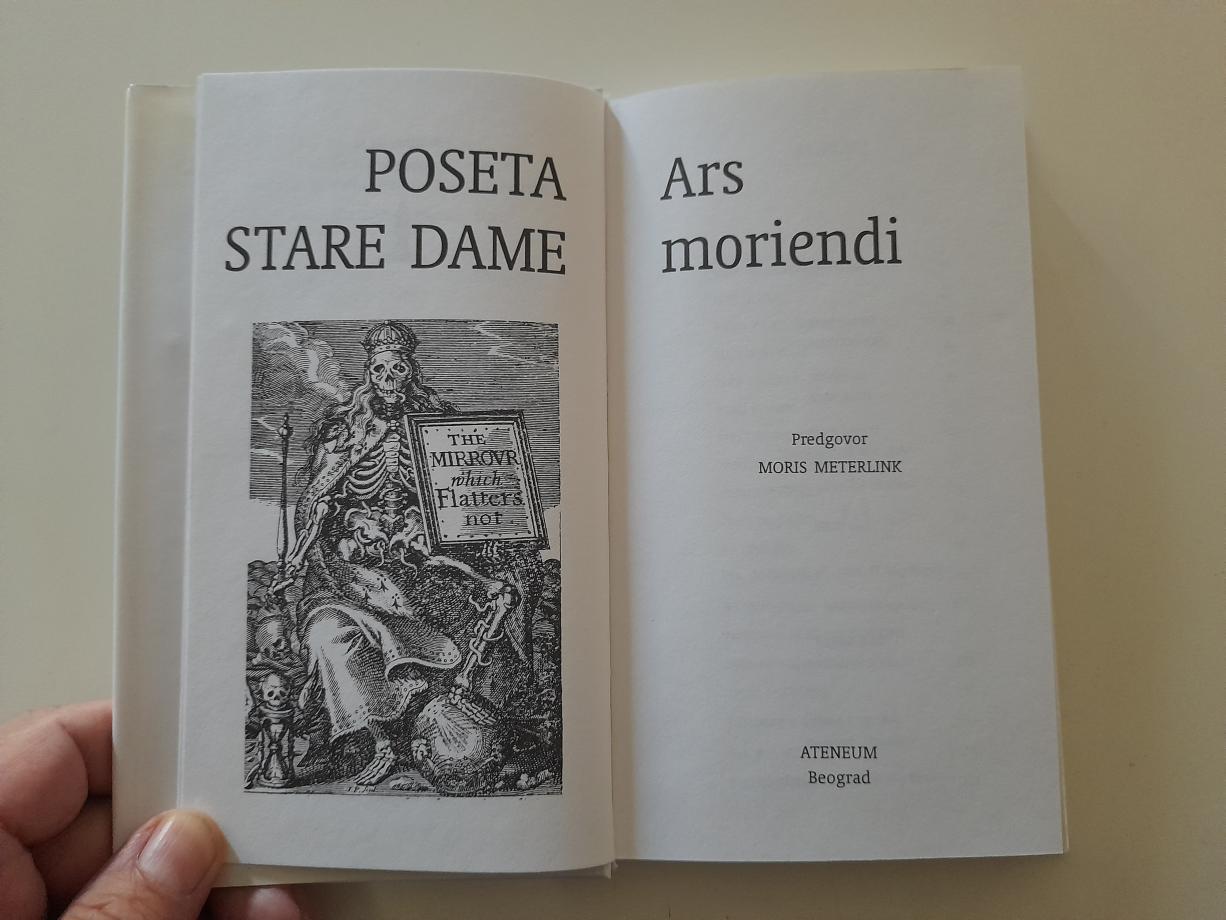 POSETA
STARE DAME
THE
MIRROVR
which
Flatters
not
Ars
moriendi
Predgovor
MORIS METERLINK
ATENEUM
Beograd